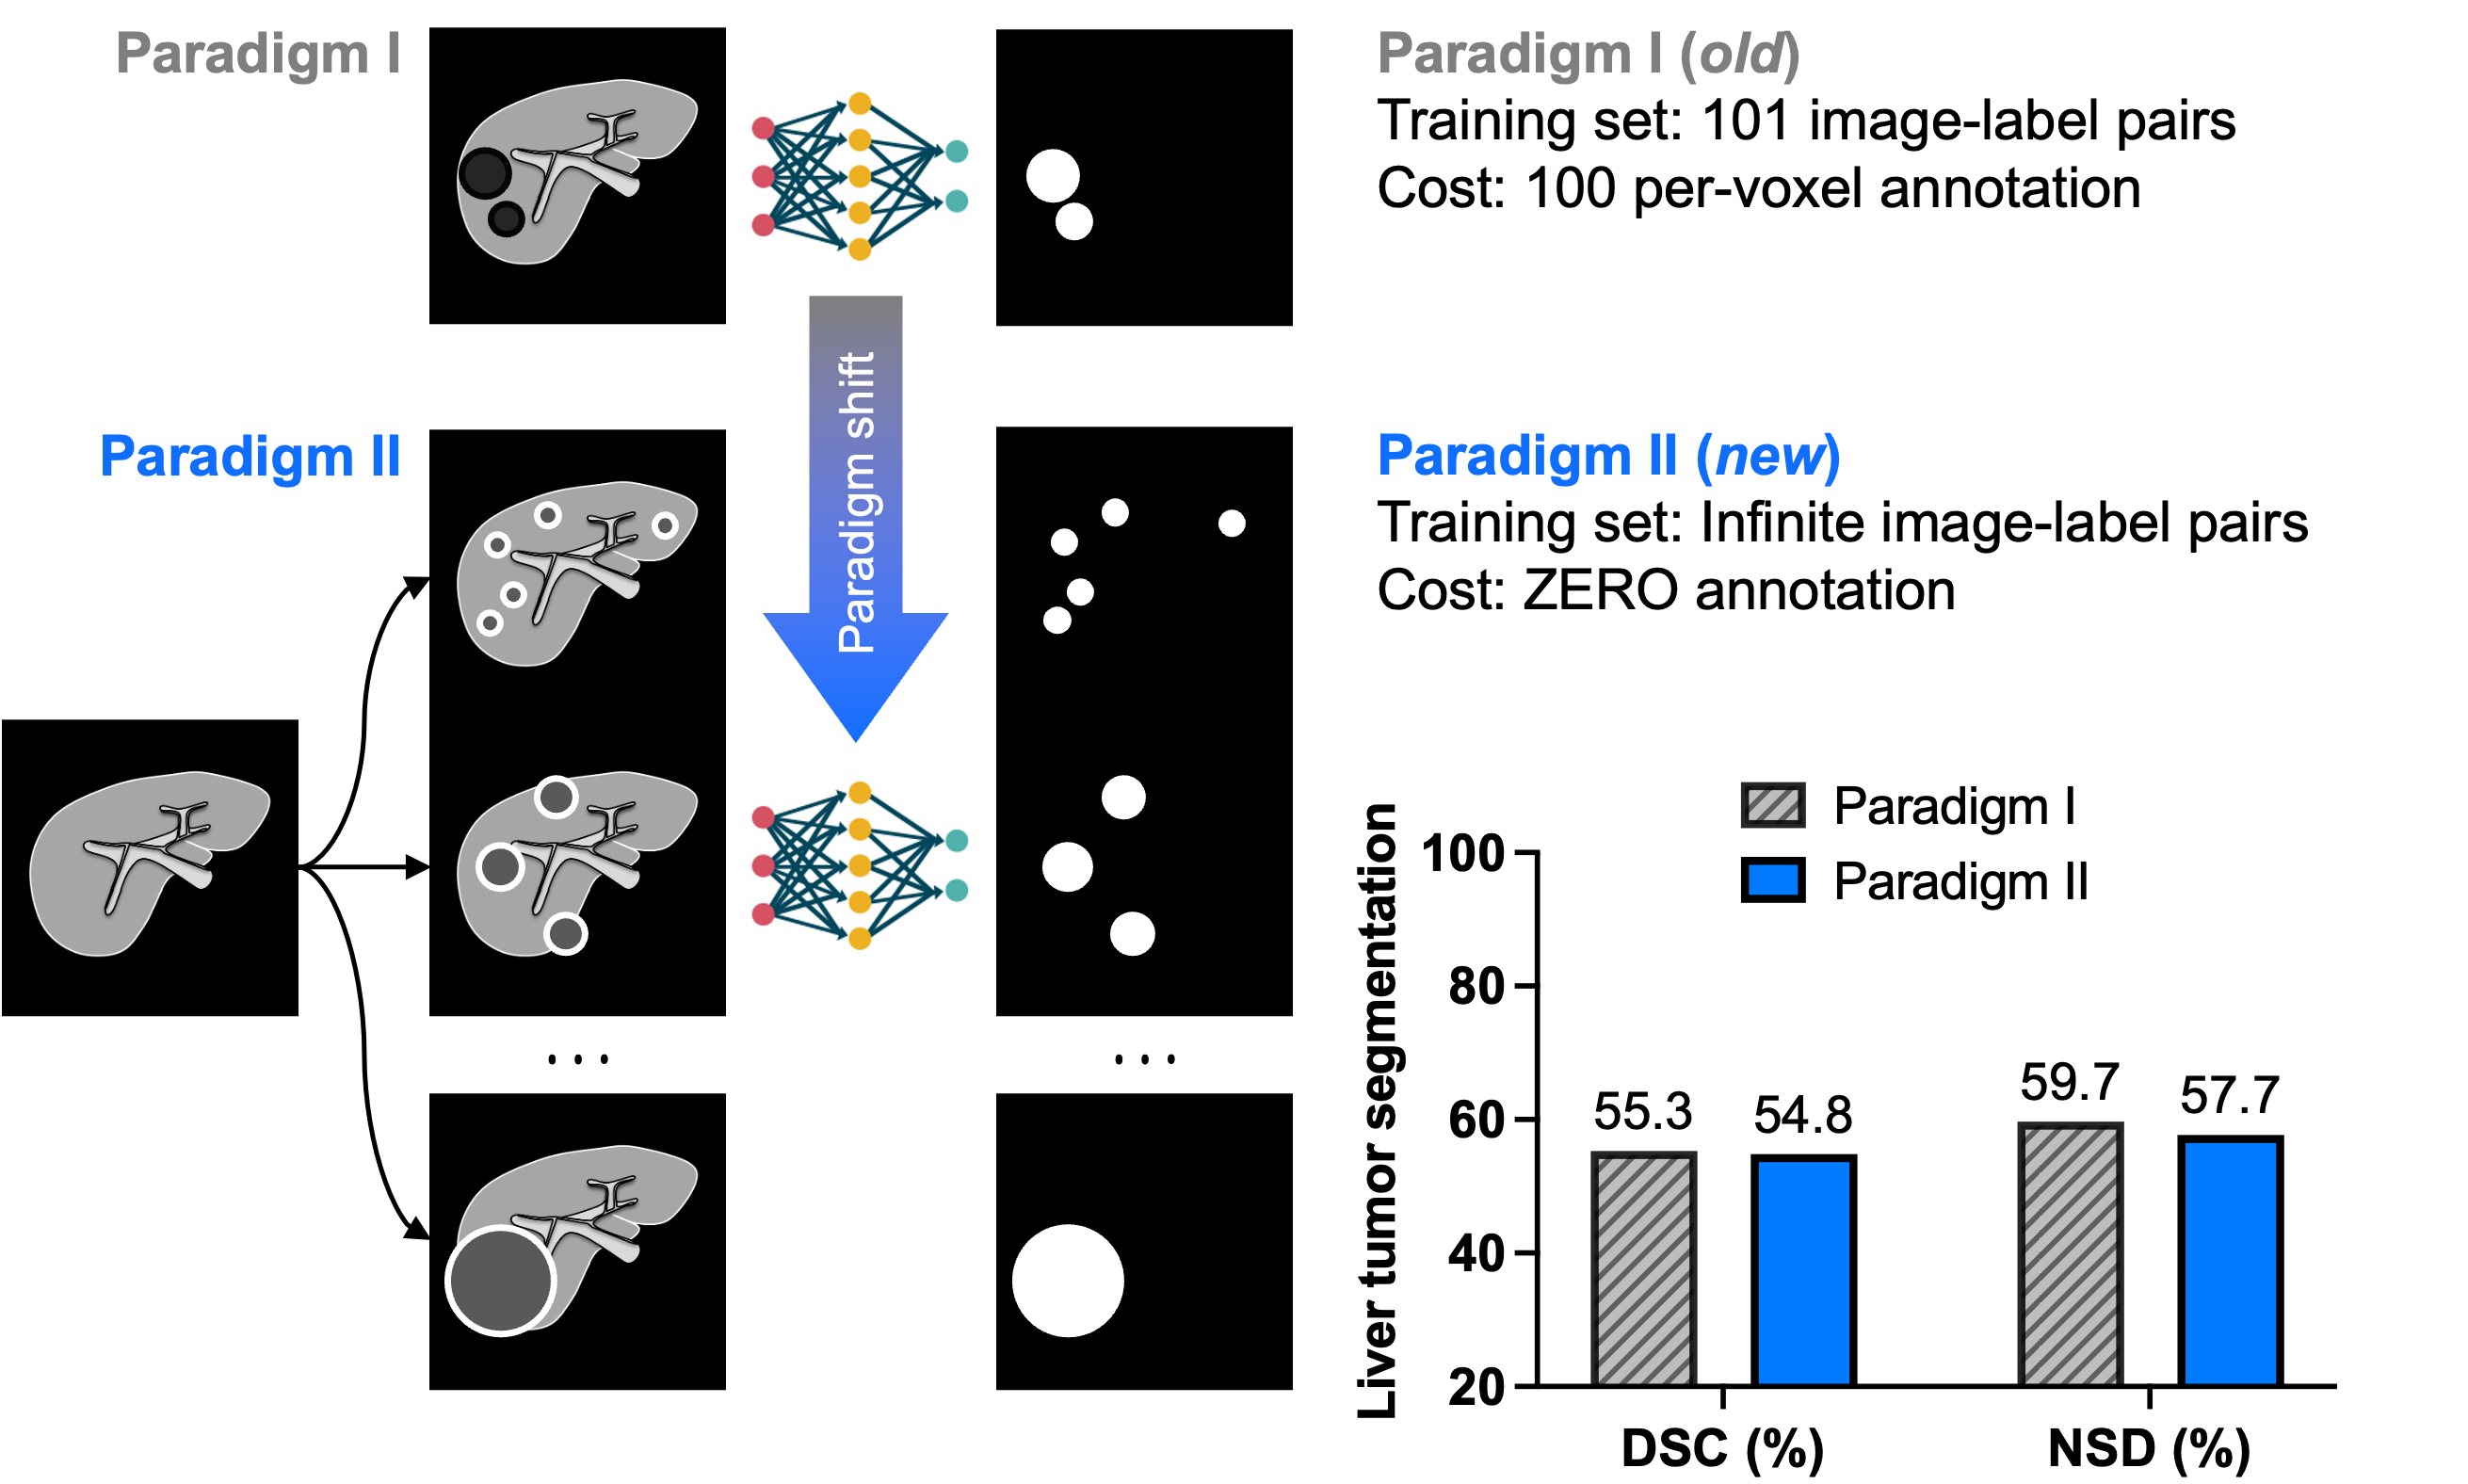 Paradigm I
Paradigm I (old)
Training set: 101 image-label pairs
Cost: 100 per-voxel annotation
Paradigm shift
Paradigm II
Paradigm II (new)
Training set: Infinite image-label pairs
Cost: ZERO annotation
...
...
Paradigm I
Paradigm II
Liver tumor segmentation
100
80
60
40
20
55.3
54.8
59.7
57.7
DSC (%)
NSD (%)